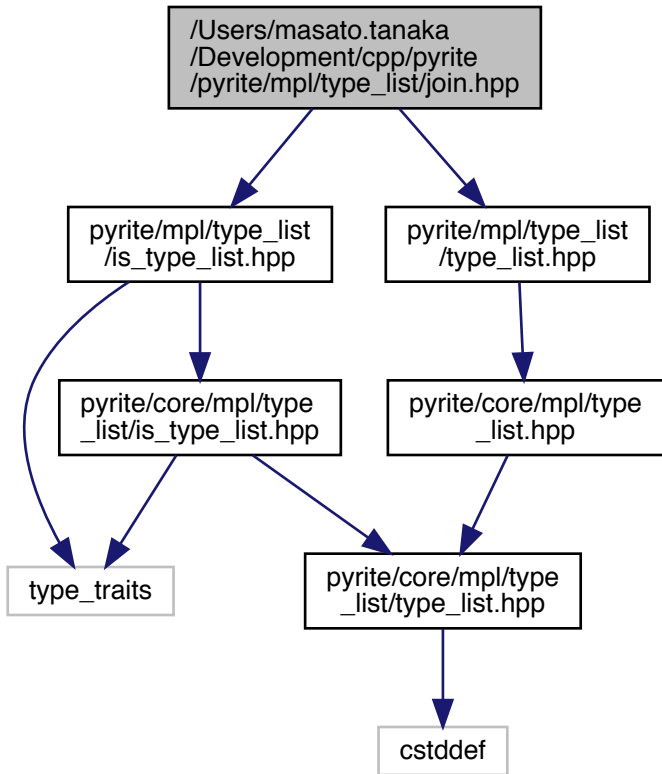 /Users/masato.tanaka
/Development/cpp/pyrite
/pyrite/mpl/type_list/join.hpp
pyrite/mpl/type_list
/is_type_list.hpp
pyrite/mpl/type_list
/type_list.hpp
pyrite/core/mpl/type
_list/is_type_list.hpp
pyrite/core/mpl/type
_list.hpp
type_traits
pyrite/core/mpl/type
_list/type_list.hpp
cstddef